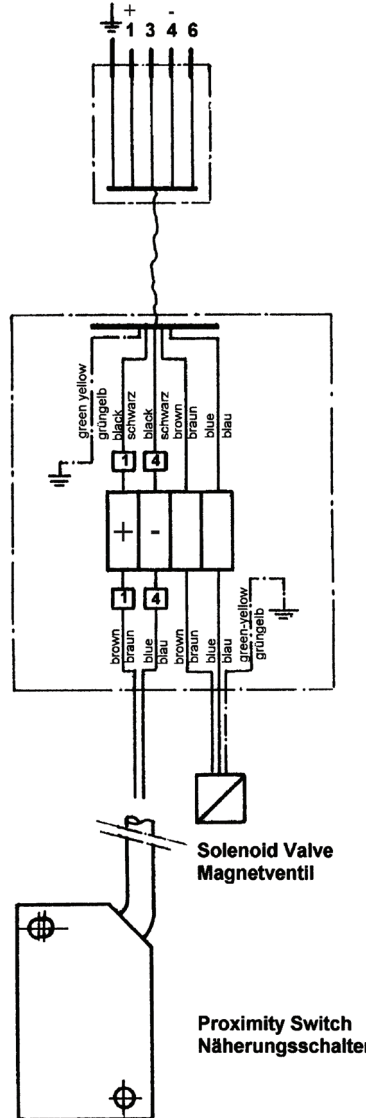 + -
1 3 4 6
green yellow
grüngelb
black
schwarz
black
schwarz
brown
braun
blue
blau
1 4
+ -
1 4
brown
braun
blue
blau
brown
braun
blue
blau
green-yellow
grüngelb
Solenoid Valve
Magnetventil
Proximity Switch
Näherungsschalter